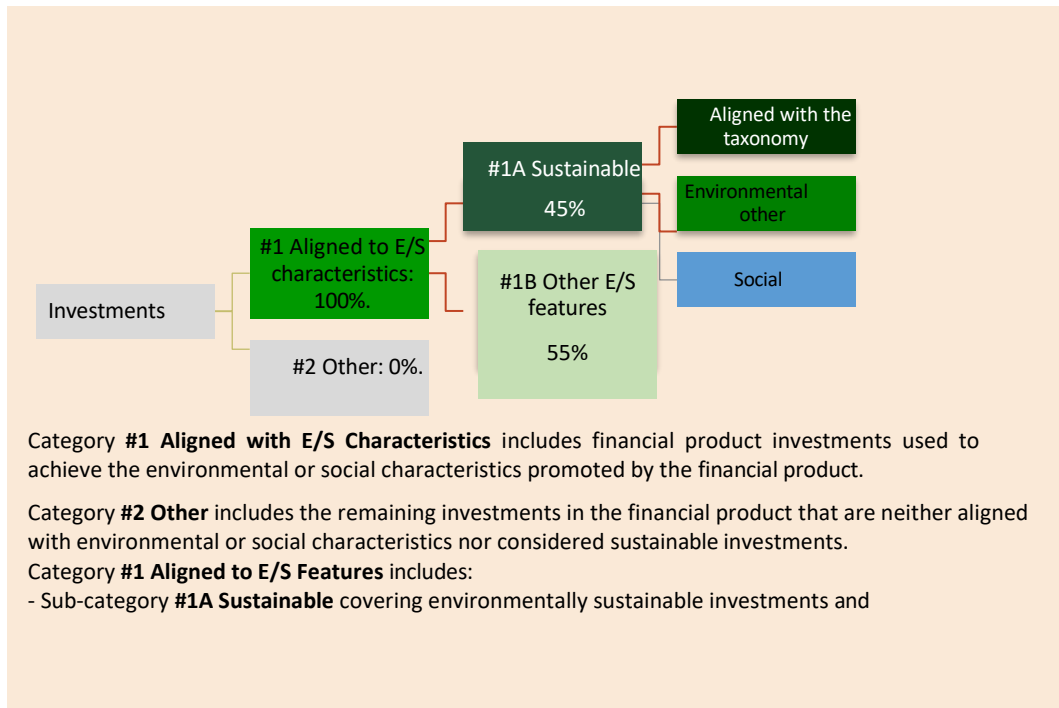 Aligned with the
taxonomy
#1A Sustainable
45%
Environmental
other
#1 Aligned to E/S
characteristics:
100%.
#1B Other E/S
features
55%
Social
Investments
#2 Other: 0%.
Category #1 Aligned with E/S Characteristics includes financial product investments used to
achieve the environmental or social characteristics promoted by the financial product.
Category #2 Other includes the remaining investments in the financial product that are neither aligned
with environmental or social characteristics nor considered sustainable investments.
Category #1 Aligned to E/S Features includes:
- Sub-category #1A Sustainable covering environmentally sustainable investments and